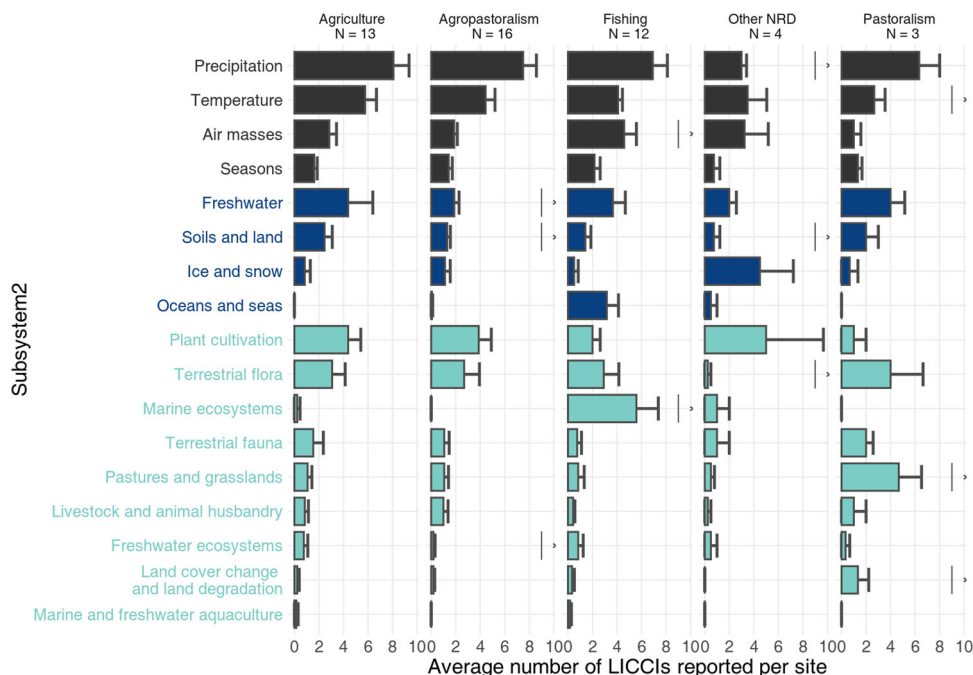 Agriculture
N = 13
Agropastoralism
N = 16
Fishing
N = 12
Other NRD
N = 4
Pastoralism
N = 3
Subsystem2
Precipitation
Temperature
Air masses
Seasons
Freshwater
Soils and land
Ice and snow
Oceans and seas
Plant cultivation
Terrestrial flora
Marine ecosystems
Terrestrial fauna
Pastures and grasslands
Livestock and animal husbandry
Freshwater ecosystems
Land cover change
and land degradation
Marine and freshwater aquaculture
0 2 4 6 8 10 0 2 4 6 8 10 0 2 4 6 8 10 0 2 4 6 8 10 0 2 4 6 8 10
Average number of LICCIs reported per site